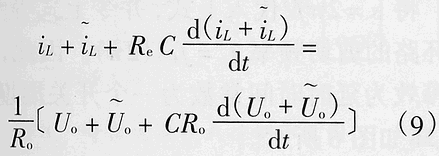 i_L + ĩ_L + R_e C d(i_L + ĩ_L)/dt =
1/R_o [ U_o + Ũ_o + CR_o d(U_o + Ũ_o)/dt ] (9)